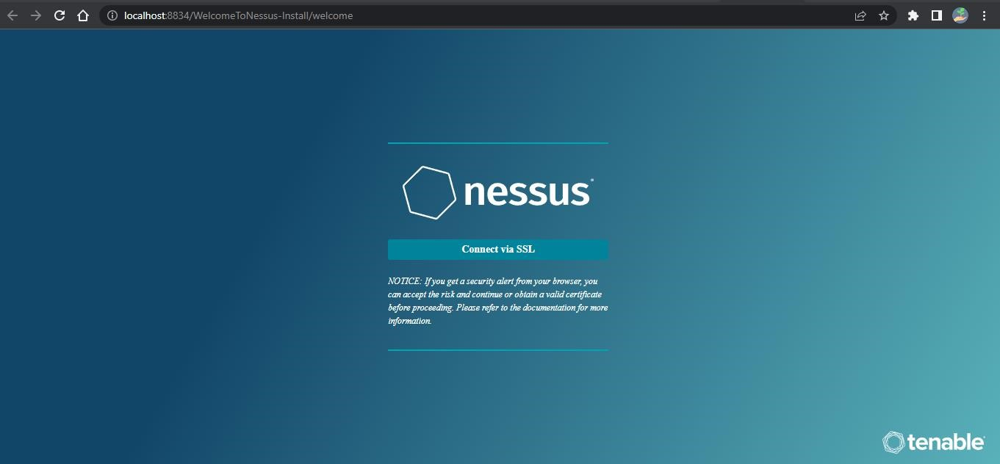 localhost:8834/WelcomeToNessus-Install/welcome
nessus
Connect via SSL
NOTICE: If you get a security alert from your browser, you
can accept the risk and continue or obtain a valid certificate
before proceeding. Please refer to the documentation for more
information.
tenable